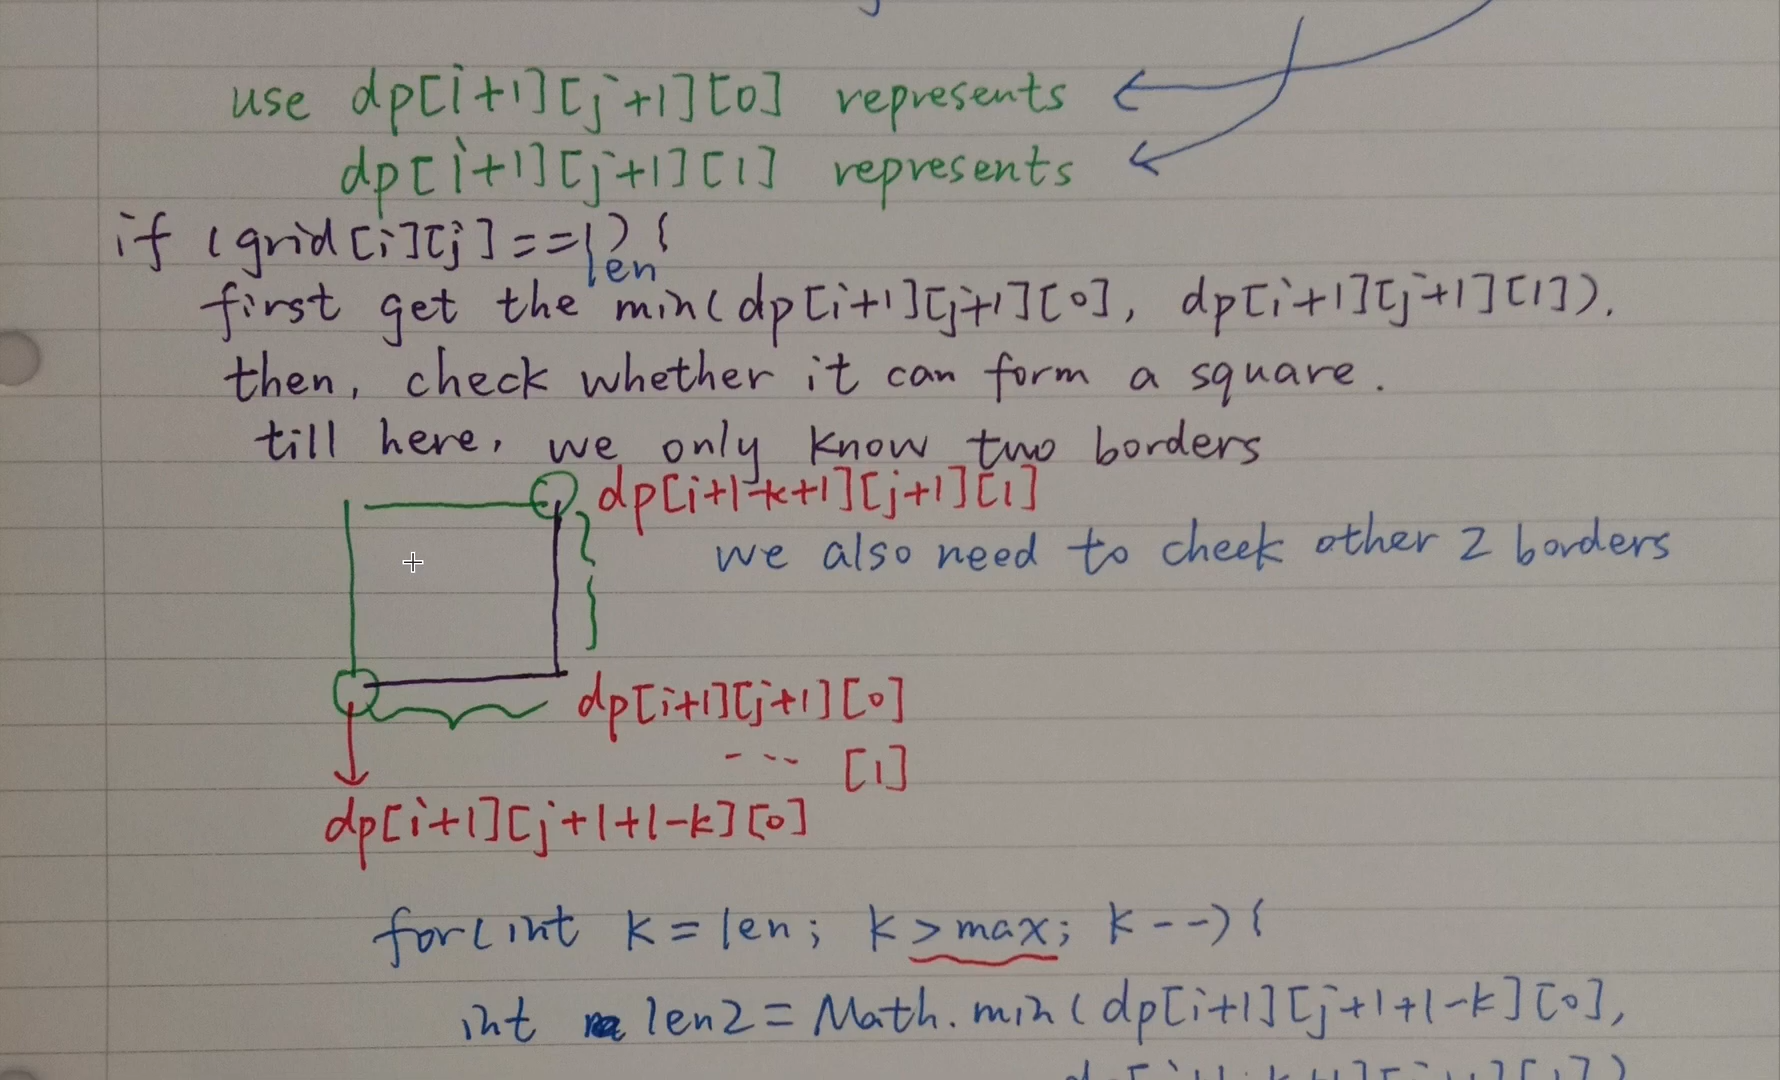 use dp[i+1][j+1][0] represents
dp[i+1][j+1][1] represents
if (grid[i][j]==1){
len
first get the min(dp[i+1][j+1][0], dp[i+1][j+1][1]).
then, check whether it can form a square.
till here, we only know two borders
dp[i+1-k+1][j+1][1]
we also need to check other 2 borders
dp[i+1][j+1][0]
--- [1]
dp[i+1][j+1+1-k][0]
for(int k=len; k>max; k--){
int len2=Math.min(dp[i+1][j+1+1-k][0],